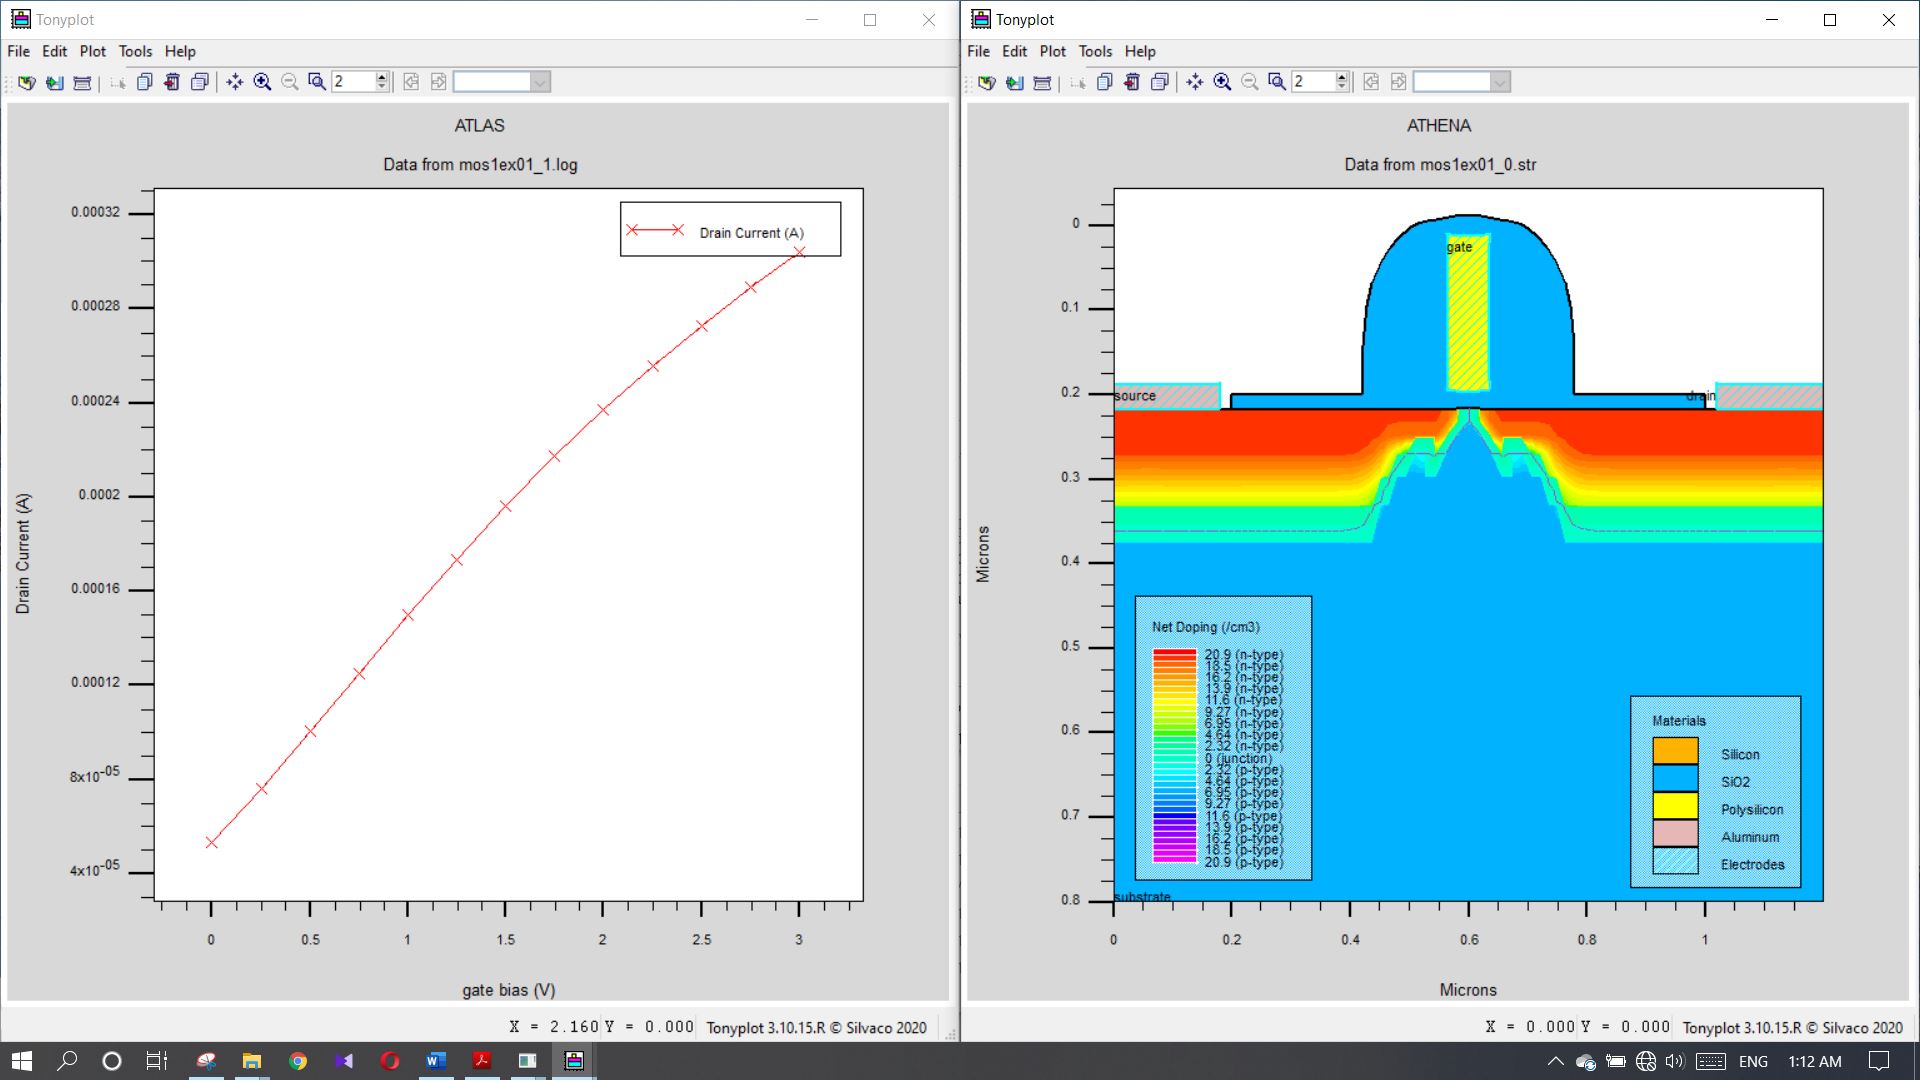 Tonyplot
File Edit Plot Tools Help
2
ATLAS
Data from mos1ex01_1.log
Drain Current (A)
0.00032
0.00028
0.00024
0.0002
0.00016
0.00012
8x10-05
4x10-05
Drain Current (A)
0 0.5 1 1.5 2 2.5 3
gate bias (V)
X = 2.160 Y = 0.000 Tonyplot 3.10.15.R © Silvaco 2020
Tonyplot
File Edit Plot Tools Help
2
ATHENA
Data from mos1ex01_0.str
0
gate
0.1
0.2
source
drain
0.3
0.4
Microns
0.5
0.6
0.7
0.8
Net Doping (/cm3)
20.9 (n-type)
18.5 (n-type)
16.2 (n-type)
13.9 (n-type)
11.6 (n-type)
9.27 (n-type)
6.95 (n-type)
4.64 (n-type)
2.32 (n-type)
0 (junction)
2.32 (p-type)
4.64 (p-type)
6.95 (p-type)
9.27 (p-type)
11.6 (p-type)
13.9 (p-type)
16.2 (p-type)
18.5 (p-type)
20.9 (p-type)
Materials
Silicon
SiO2
Polysilicon
Aluminum
Electrodes
substrate
0 0.2 0.4 0.6 0.8 1
Microns
X = 0.000 Y = 0.000 Tonyplot 3.10.15.R © Silvaco 2020
ENG 1:12 AM